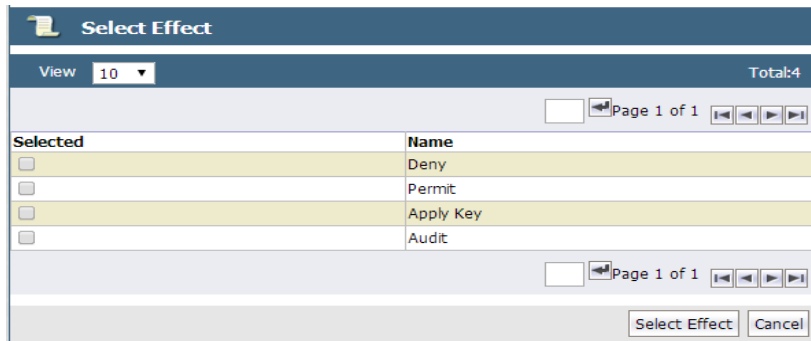 Select Effect
View 10 Total:4
Page 1 of 1
Selected Name
Deny
Permit
Apply Key
Audit
Page 1 of 1
Select Effect Cancel